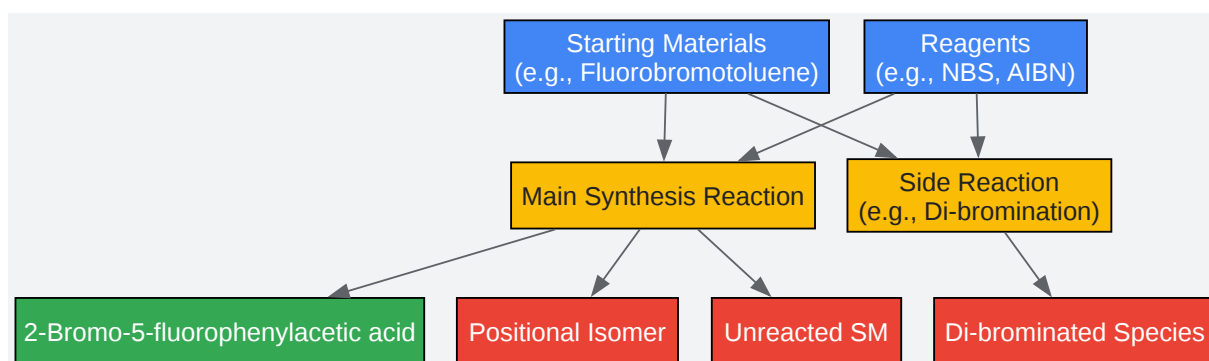 Starting Materials
(e.g., Fluorobromotoluene)
Reagents
(e.g., NBS, AIBN)
Main Synthesis Reaction
Side Reaction
(e.g., Di-bromination)
2-Bromo-5-fluorophenylacetic acid
Positional Isomer
Unreacted SM
Di-brominated Species